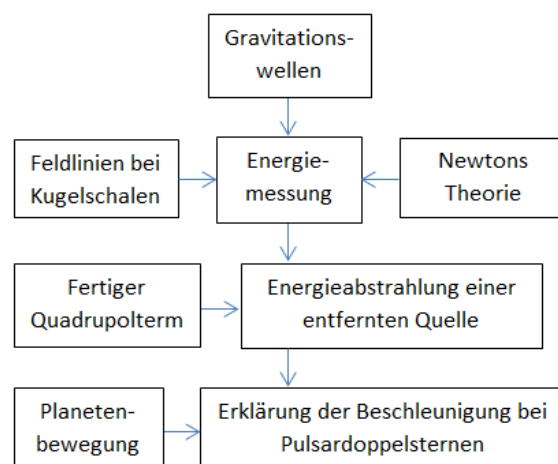 Gravitations-
wellen
Feldlinien bei
Kugelschalen
Energie-
messung
Newtons
Theorie
Fertiger
Quadrupolterm
Energieabstrahlung einer
entfernten Quelle
Planeten-
bewegung
Erklärung der Beschleunigung bei
Pulsardoppelsternen